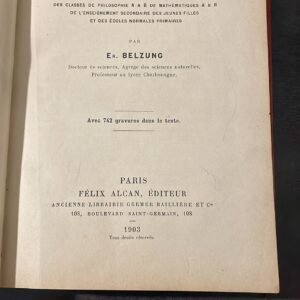 DES CLASSES DE PHILOSOPHIE A & B DE MATHÉMATIQUES A & B
DE L'ENSEIGNEMENT SECONDAIRE DES JEUNES FILLES
ET DES ÉCOLES NORMALES PRIMAIRES
PAR
ER. BELZUNG
Docteur ès sciences, Agrégé des sciences naturelles,
Professeur au lycée Charlemagne.
Avec 742 gravures dans le texte.
PARIS
FÉLIX ALCAN, ÉDITEUR
ANCIENNE LIBRAIRIE GERMER BAILLIÈRE ET Cie
108, BOULEVARD SAINT-GERMAIN, 108
1903
Tous droits réservés.